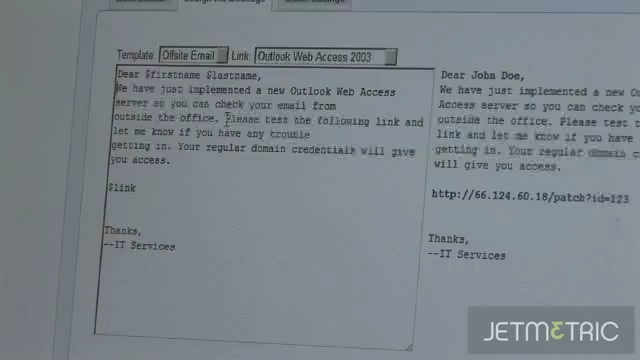 Design the Message
Template Offsite Email Link Outlook Web Access 2003
Dear $firstname $lastname,
We have just implemented a new Outlook Web Access
server so you can check your email from
outside the office. Please test the following link and
let me know if you have any trouble
getting in. Your regular domain credentials will give
you access.
$link
Thanks,
--IT Services
Dear John Doe,
We have just implemented a new
Access server so you can check
outside the office. Please test
link and let me know if you have
getting in. Your regular domain
will give you access.
http://66.124.60.18/patch?id=123
Thanks,
--IT Services
JETMETRIC